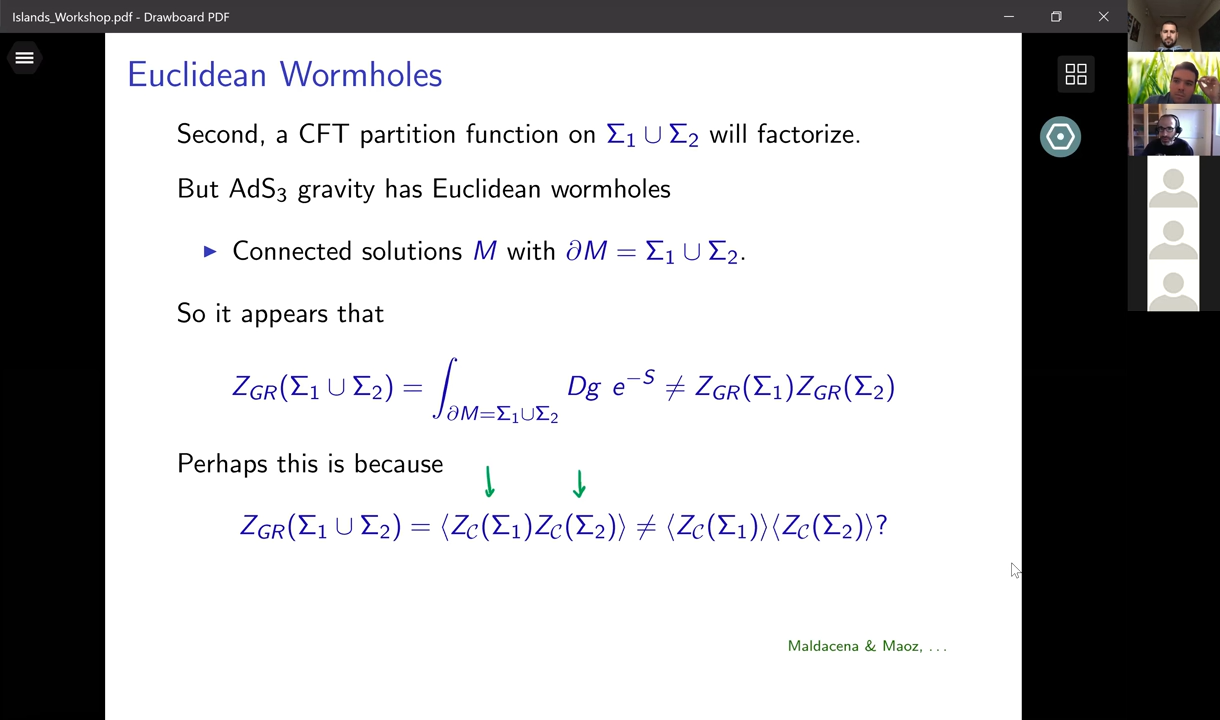 Islands_Workshop.pdf - Drawboard PDF
Euclidean Wormholes
Second, a CFT partition function on Σ₁ ∪ Σ₂ will factorize.
But AdS₃ gravity has Euclidean wormholes
▶ Connected solutions M with ∂M = Σ₁ ∪ Σ₂.
So it appears that
Z_GR(Σ₁ ∪ Σ₂) = ∫_{∂M=Σ₁∪Σ₂} Dg e^{−S} ≠ Z_GR(Σ₁)Z_GR(Σ₂)
Perhaps this is because
↓ ↓
Z_GR(Σ₁ ∪ Σ₂) = ⟨Z_𝒞(Σ₁)Z_𝒞(Σ₂)⟩ ≠ ⟨Z_𝒞(Σ₁)⟩⟨Z_𝒞(Σ₂)⟩?
Maldacena & Maoz, . . .